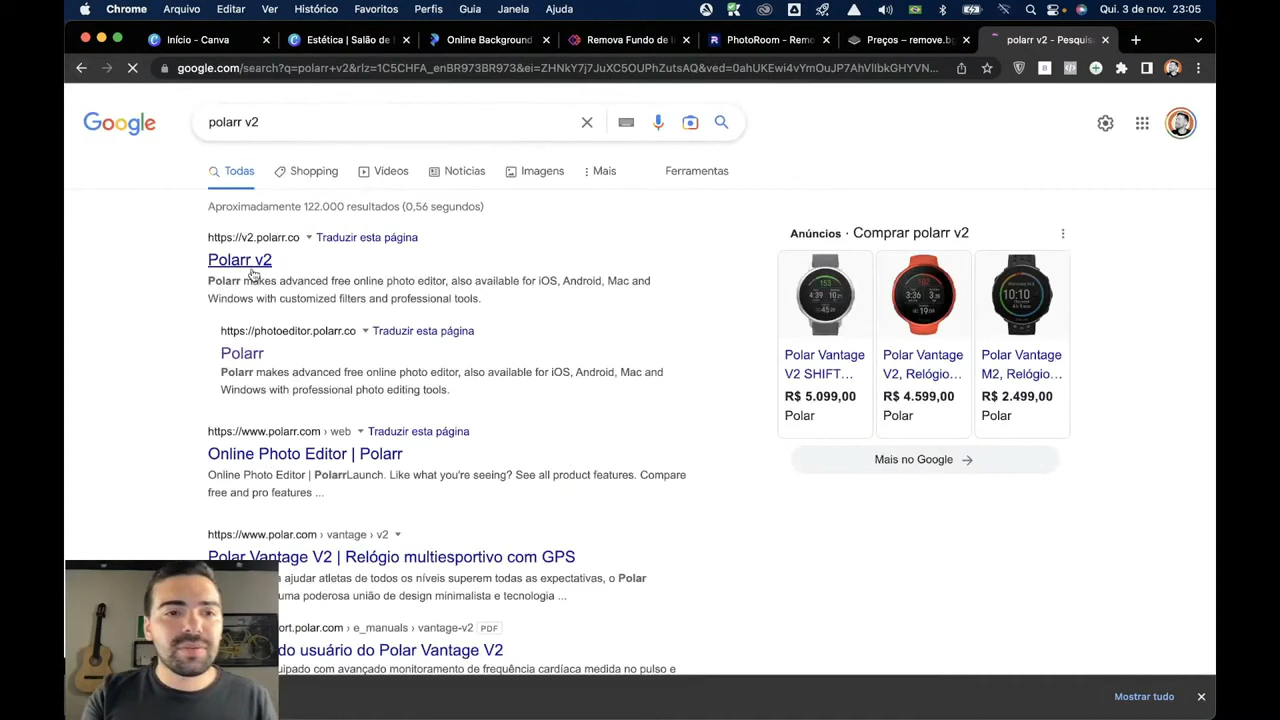 Chrome Arquivo Editar Ver Histórico Favoritos Perfis Guia Janela Ajuda
Qui. 3 de nov. 23:05
Início - Canva
Estética | Salão de
Online Background
Remova Fundo de
PhotoRoom - Remo
Preços – remove.bg
polarr v2 - Pesquis
google.com/search?q=polarr+v2&rlz=1C5CHFA_enBR973BR973&ei=ZHNkY7j7JuXC5OUPhZutsAQ&ved=0ahUKEwi4vYmOuJP7AhVlIbkGHYVN...
Google
polarr v2
Todas Shopping Vídeos Notícias Imagens Mais Ferramentas
Aproximadamente 122.000 resultados (0,56 segundos)
https://v2.polarr.co Traduzir esta página
Polarr v2
Polarr makes advanced free online photo editor, also available for iOS, Android, Mac and
Windows with customized filters and professional tools.
https://photoeditor.polarr.co Traduzir esta página
Polarr
Polarr makes advanced free online photo editor, also available for iOS, Android, Mac and
Windows with professional photo editing tools.
https://www.polarr.com › web Traduzir esta página
Online Photo Editor | Polarr
Online Photo Editor | PolarrLaunch. Like what you're seeing? See all product features. Compare
free and pro features ...
https://www.polar.com › vantage › v2
Polar Vantage V2 | Relógio multiesportivo com GPS
ajudar atletas de todos os níveis superem todas as expectativas, o Polar
uma poderosa união de design minimalista e tecnologia ...
ort.polar.com › e_manuals › vantage-v2 PDF
do usuário do Polar Vantage V2
uipado com avançado monitoramento de frequência cardíaca medida no pulso e
Anúncios · Comprar polarr v2
Polar Vantage
V2 SHIFT...
R$ 5.099,00
Polar
Polar Vantage
V2, Relógio...
R$ 4.599,00
Polar
Polar Vantage
M2, Relógio...
R$ 2.499,00
Polar
Mais no Google
Mostrar tudo